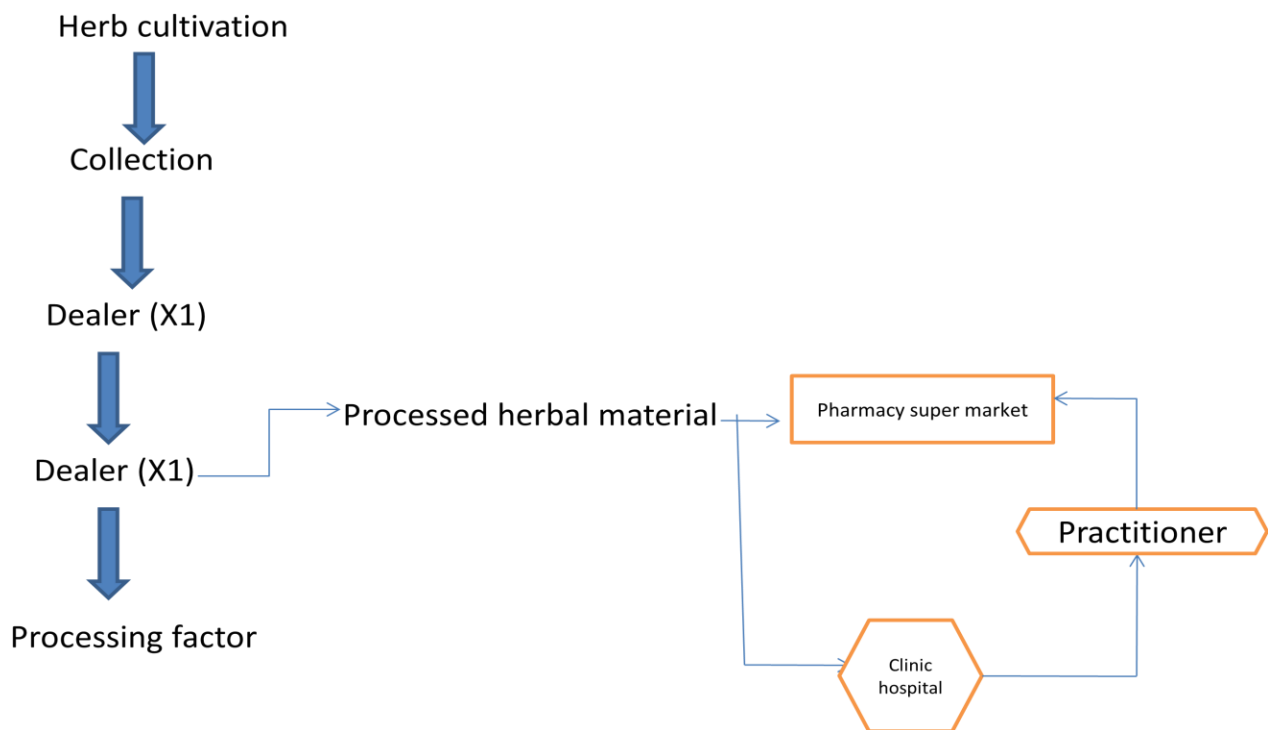 Herb cultivation
Collection
Dealer (X1)
Dealer (X1)
Processing factor
Processed herbal material
Pharmacy super market
Practitioner
Clinic
hospital